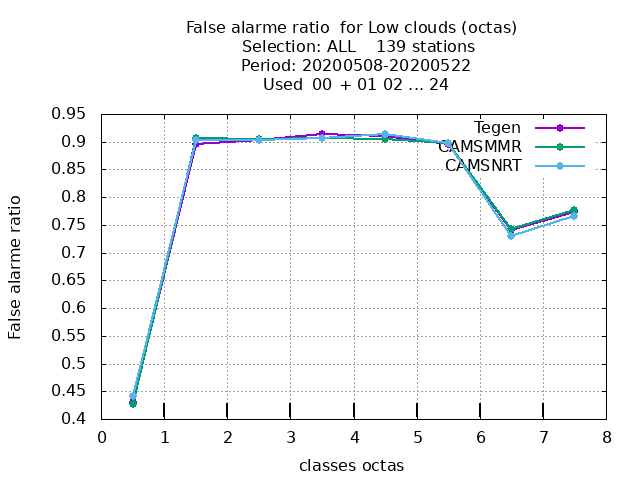 False alarme ratio  for Low clouds (octas)
Selection: ALL    139 stations
Period: 20200508-20200522
Used  00  + 01 02 ... 24
0.95
0.9
0.85
0.8
0.75
0.7
0.65
0.6
0.55
0.5
0.45
0.4
False alarme ratio
Tegen
CAMSMMR
CAMSNRT
0 1 2 3 4 5 6 7 8
classes octas